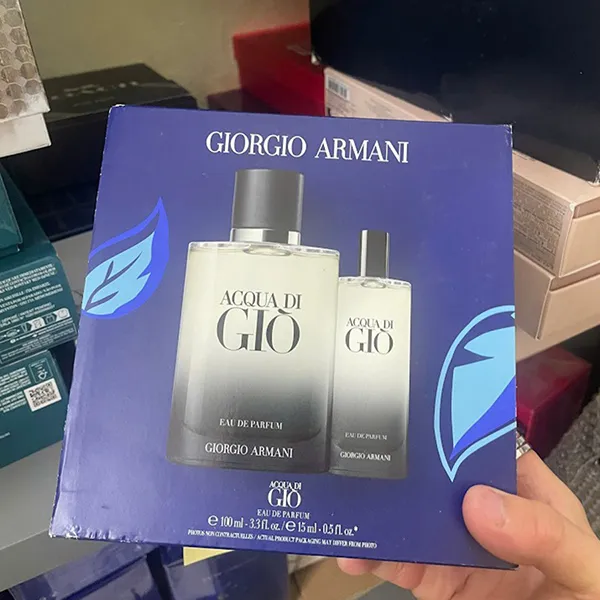 GIORGIO ARMANI
ACQUA DI
GIÒ
EAU DE PARFUM
GIORGIO ARMANI
ACQUA DI
GIÒ
EAU DE PARFUM
GIORGIO ARMANI
ACQUA DI
GIÒ
EAU DE PARFUM
℮ 100 ml - 3.3 fl. oz. / ℮ 15 ml - 0.5 fl. oz.*
PHOTOS NON CONTRACTUELLES / ACTUAL PRODUCT PACKAGING MAY DIFFER FROM PHOTO